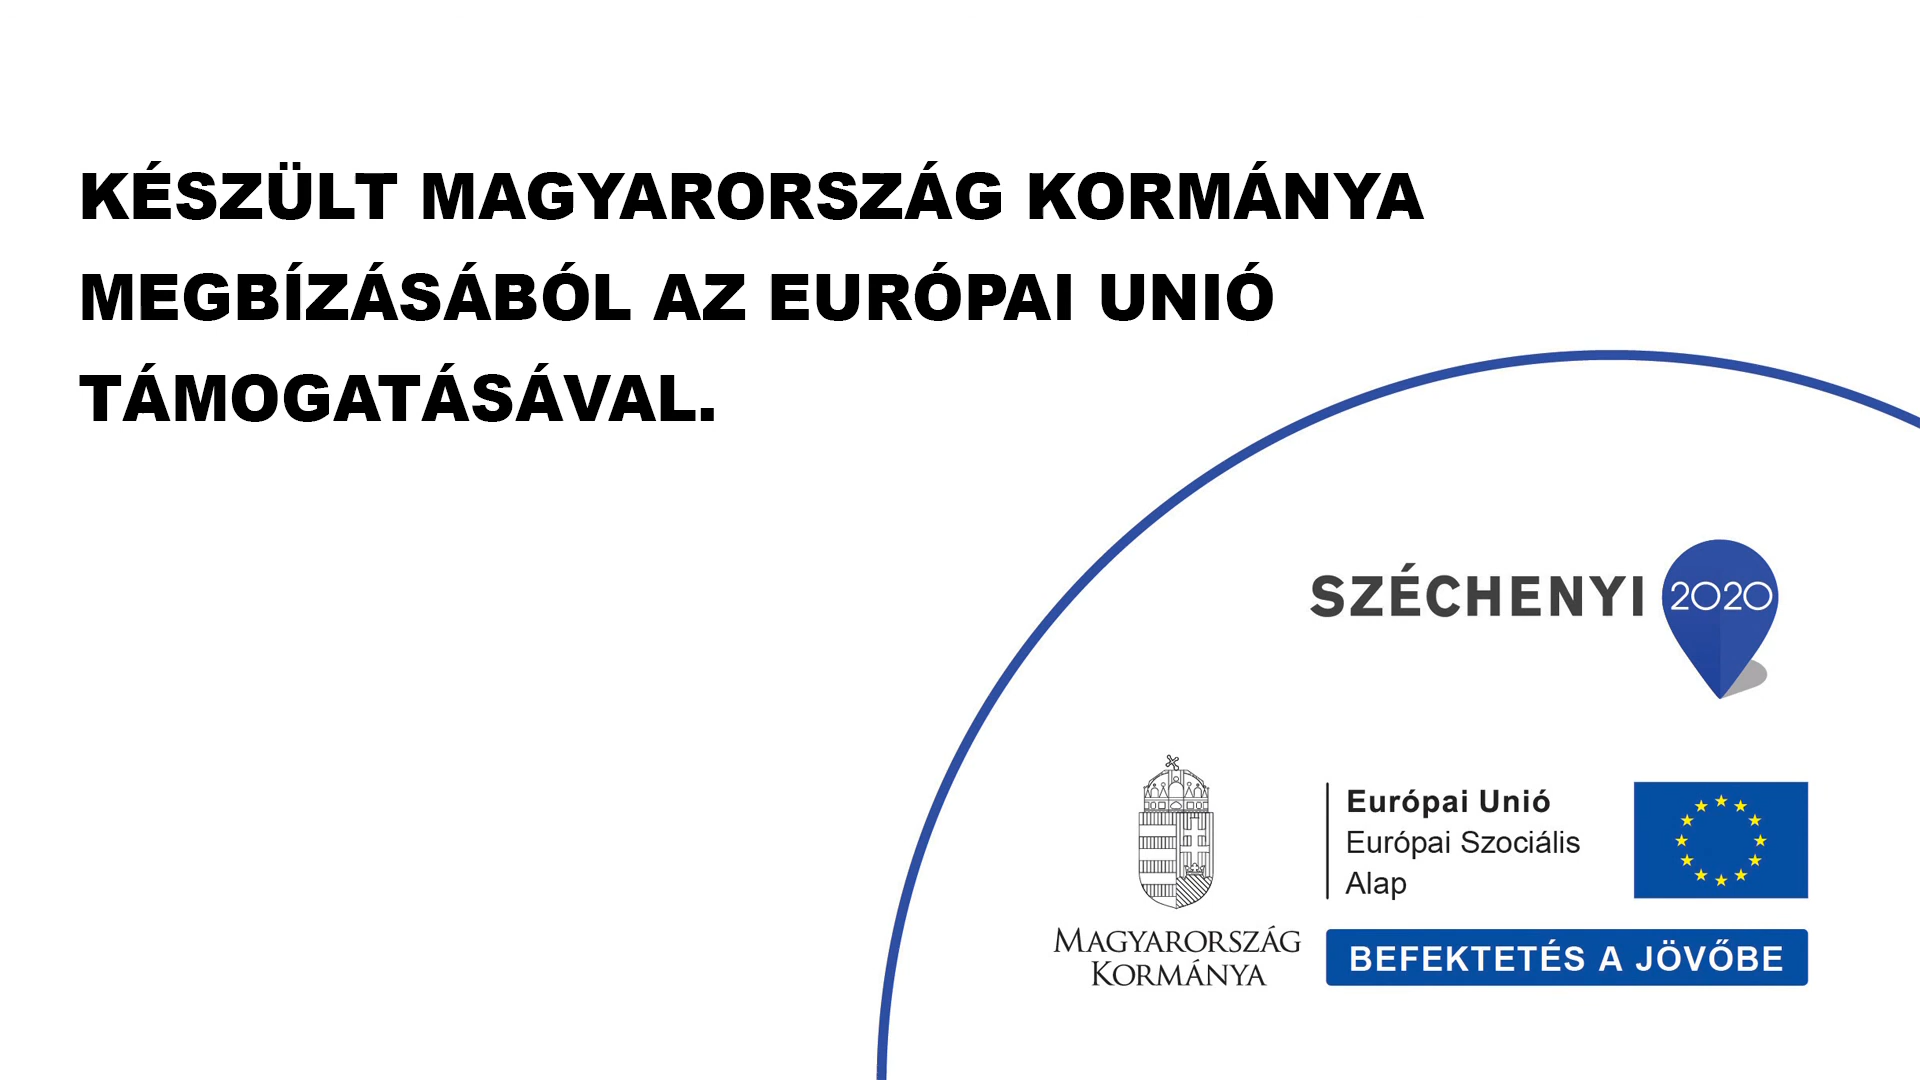 KÉSZÜLT MAGYARORSZÁG KORMÁNYA
MEGBÍZÁSÁBÓL AZ EURÓPAI UNIÓ
TÁMOGATÁSÁVAL.
SZÉCHENYI 2020
Európai Unió
Európai Szociális
Alap
MAGYARORSZÁG
KORMÁNYA
BEFEKTETÉS A JÖVŐBE